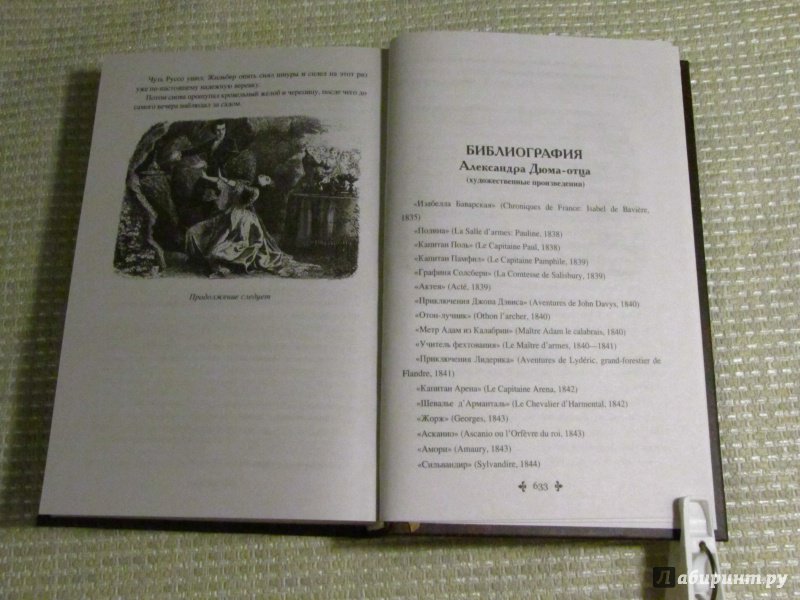 Чуть Руссо ушел, Жильбер опять снял шнуры и сплел на этот раз
уже по-настоящему надежную веревку.
Потом снова прощупал кровельный желоб и черепицу, после чего до
самого вечера наблюдал за садом.
Продолжение следует
БИБЛИОГРАФИЯ
Александра Дюма-отца
(художественные произведения)
«Изабелла Баварская» (Chroniques de France: Isabel de Bavière,
1835)
«Полина» (La Salle d’armes: Pauline, 1838)
«Капитан Поль» (Le Capitaine Paul, 1838)
«Капитан Памфил» (Le Capitaine Pamphile, 1839)
«Графиня Солсбери» (La Comtesse de Salisbury, 1839)
«Актея» (Acté, 1839)
«Приключения Джона Дэвиса» (Aventures de John Davys, 1840)
«Отон-лучник» (Othon l’archer, 1840)
«Метр Адам из Калабрии» (Maître Adam le calabrais, 1840)
«Учитель фехтования» (Le Maître d’armes, 1840—1841)
«Приключения Лидерика» (Aventures de Lydéric, grand-forestier de
Flandre, 1841)
«Капитан Арена» (Le Capitaine Arena, 1842)
«Шевалье д’Арманталь» (Le Chevalier d’Harmental, 1842)
«Жорж» (Georges, 1843)
«Асканио» (Ascanio ou l’Orfèvre du roi, 1843)
«Амори» (Amaury, 1843)
«Сильвандир» (Sylvandire, 1844)
633
Лабиринт.ру